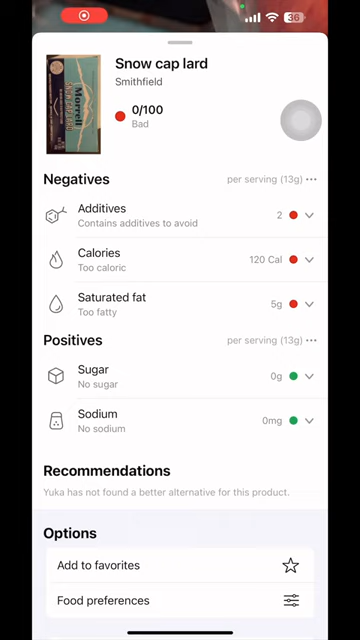 36
Snow cap lard
Smithfield
Morrell
SNOW CAP LARD
0/100
Bad
Negatives
per serving (13g) •••
Additives
Contains additives to avoid
2
Calories
Too caloric
120 Cal
Saturated fat
Too fatty
5g
Positives
per serving (13g) •••
Sugar
No sugar
0g
Sodium
No sodium
0mg
Recommendations
Yuka has not found a better alternative for this product.
Options
Add to favorites
Food preferences